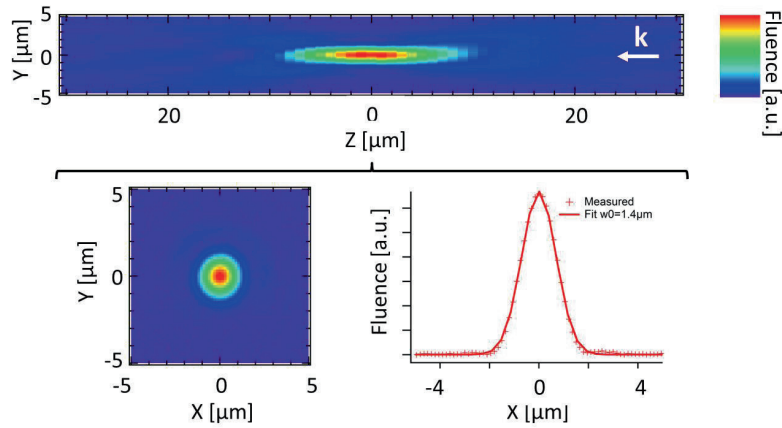 5
0
-5
Y [µm]
k
20
0
20
Z [µm]
Fluence
[a.u.]
5
0
-5
Y [µm]
-5
0
5
X [µm]
Measured
Fit w0=1.4µm
Fluence [a.u.]
-4
0
4
X [µm]